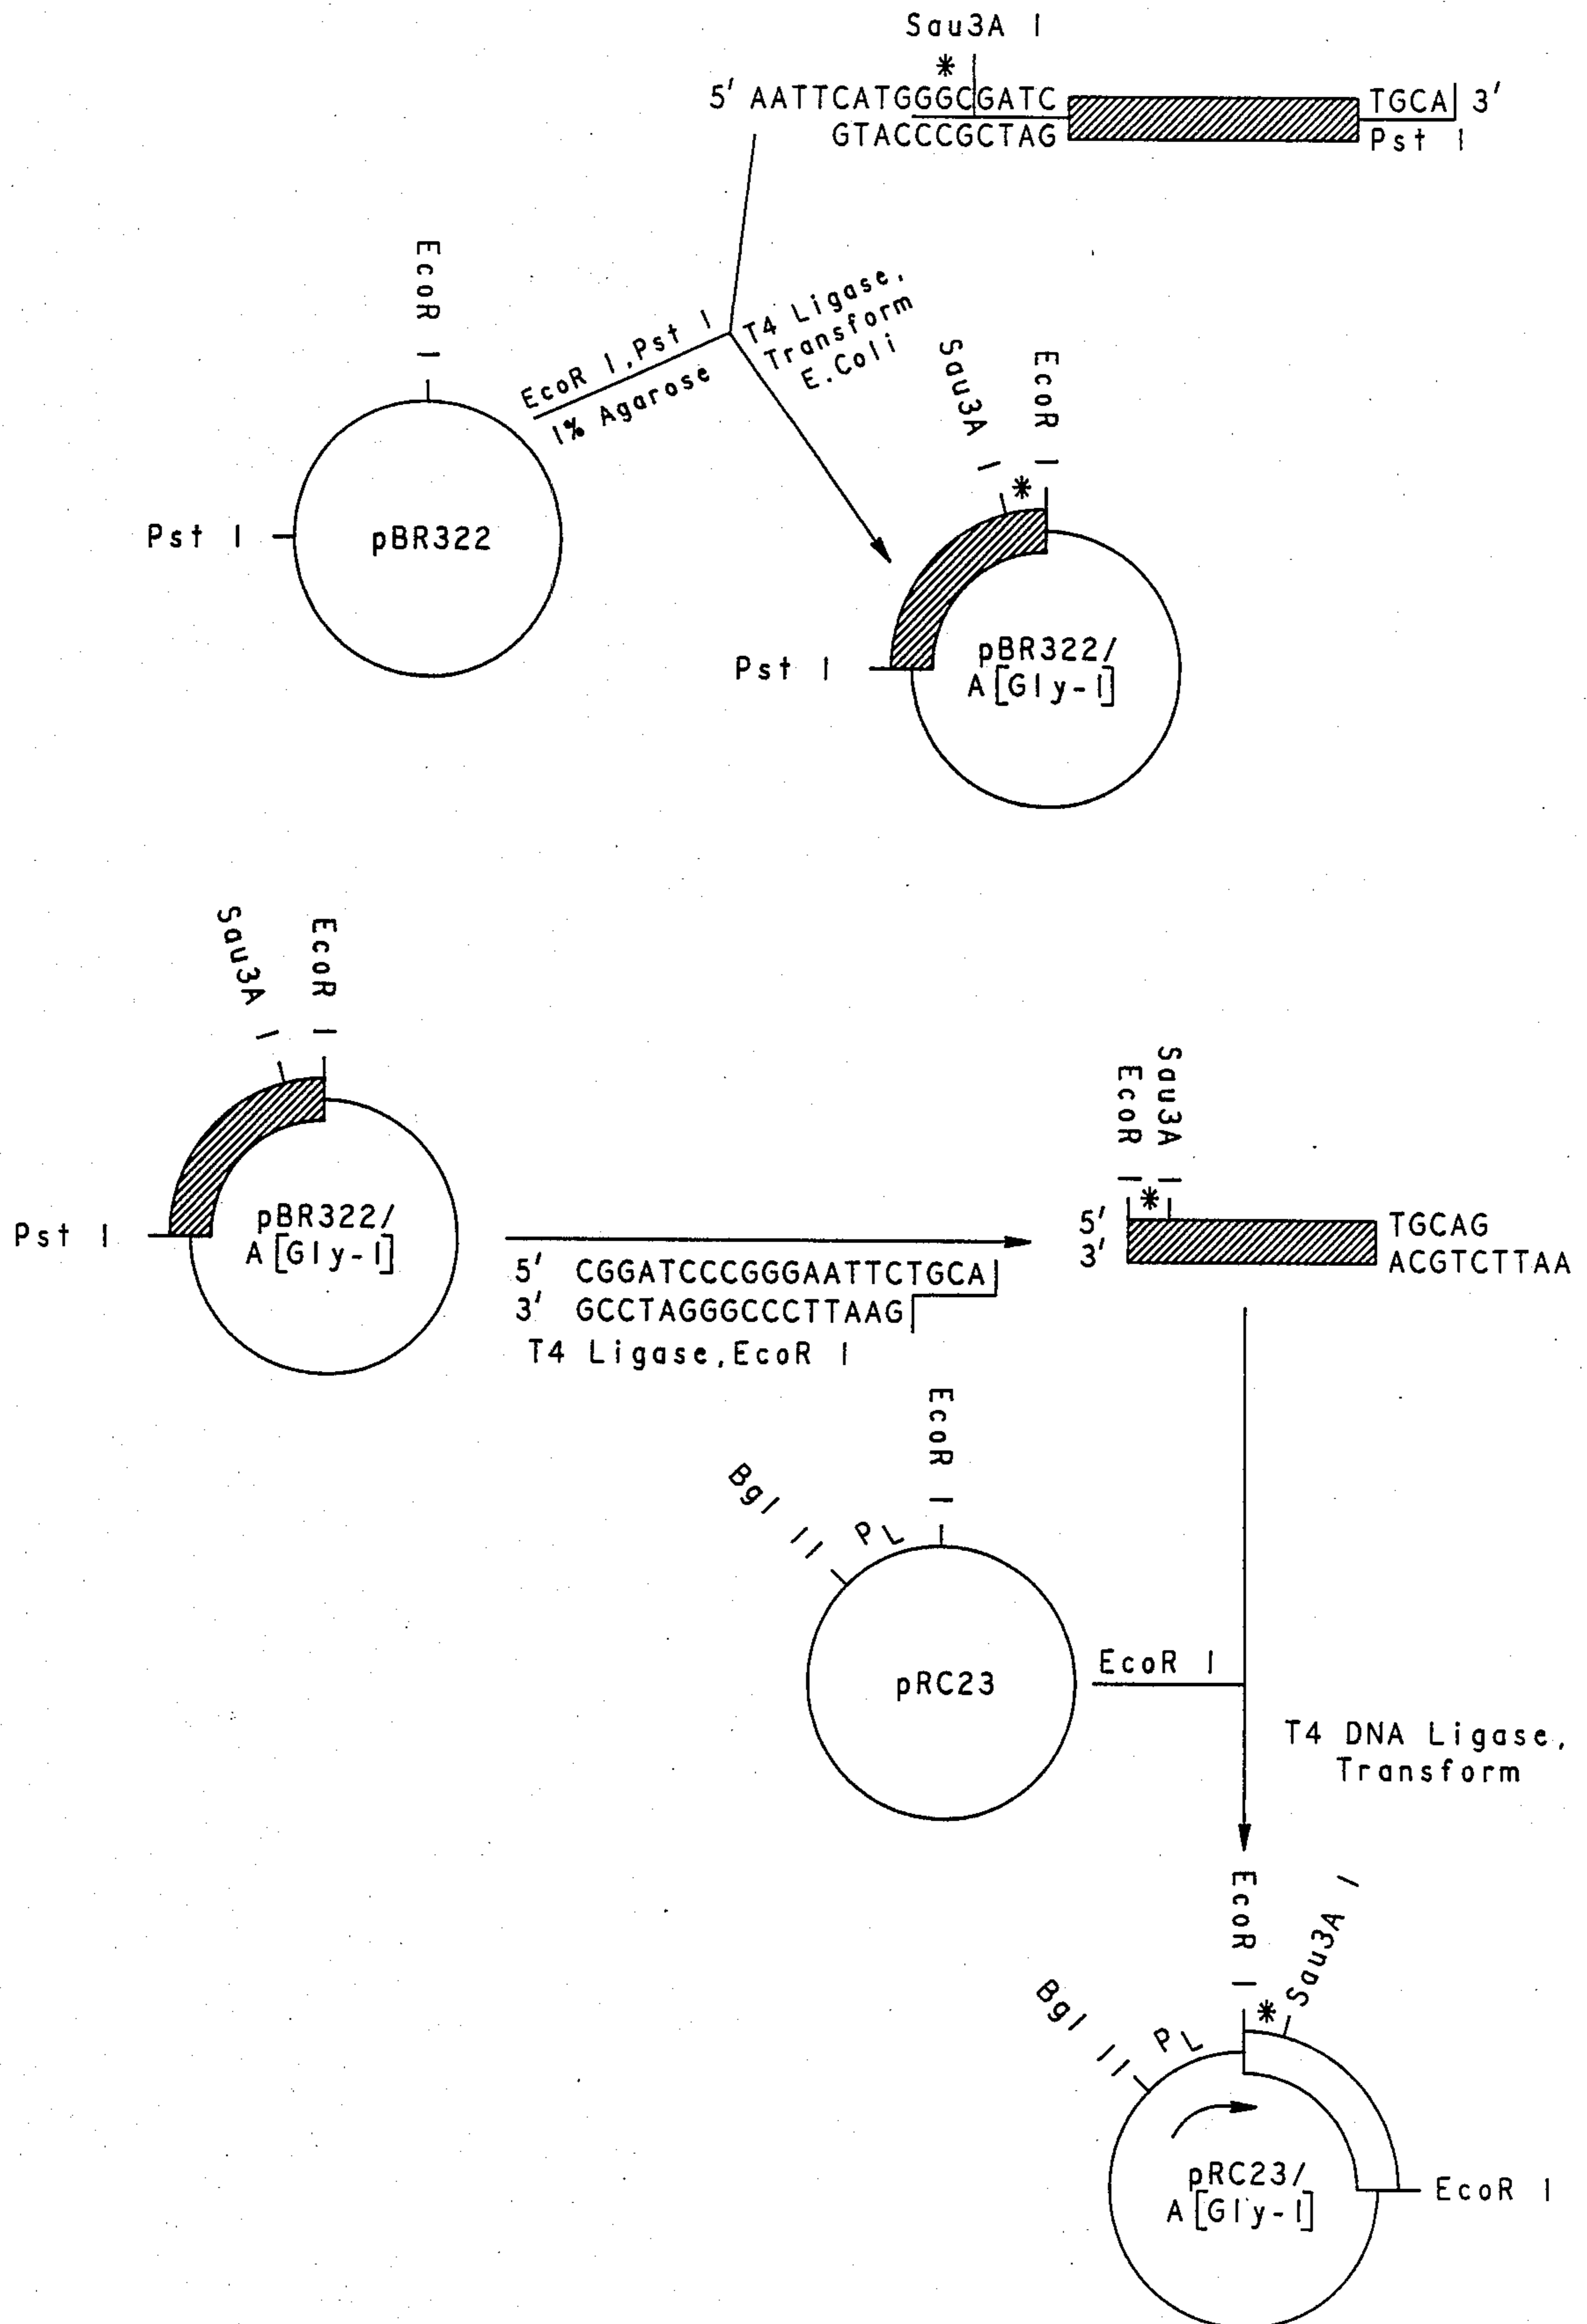 Sau3A I
*
5' AATTCATGGGCGATC TGCA 3'
GTACCCGCTAG Pst I
EcoR I
EcoR I,Pst I
1% Agarose
T4 Ligase,
Transform
E.Coli
Sau3A I
*
EcoR I
Pst I
pBR322
Pst I
pBR322/
A[Gly-1]
Sau3A I
EcoR I
Pst I
pBR322/
A[Gly-1]
5' CGGATCCCGGGAATTCTGCA
3' GCCTAGGGCCCTTAAG
T4 Ligase,EcoR I
EcoR I
Sau3A I
*
5' TGCAG
3' ACGTCTTAA
Bgl II
PL
EcoR I
pRC23
EcoR I
T4 DNA Ligase,
Transform
Bgl II
PL
EcoR I
*
Sau3A I
pRC23/
A[Gly-1]
EcoR I